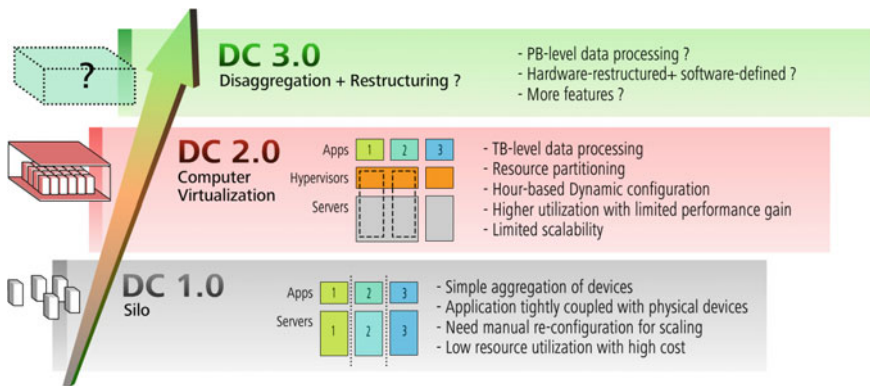 ?
DC 3.0
Disaggregation + Restructuring ?
- PB-level data processing ?
- Hardware-restructured+ software-defined ?
- More features ?
DC 2.0
Computer
Virtualization
Apps 1 2 3
Hypervisors
Servers
- TB-level data processing
- Resource partitioning
- Hour-based Dynamic configuration
- Higher utilization with limited performance gain
- Limited scalability
DC 1.0
Silo
Apps 1 2 3
Servers 1 2 3
- Simple aggregation of devices
- Application tightly coupled with physical devices
- Need manual re-configuration for scaling
- Low resource utilization with high cost